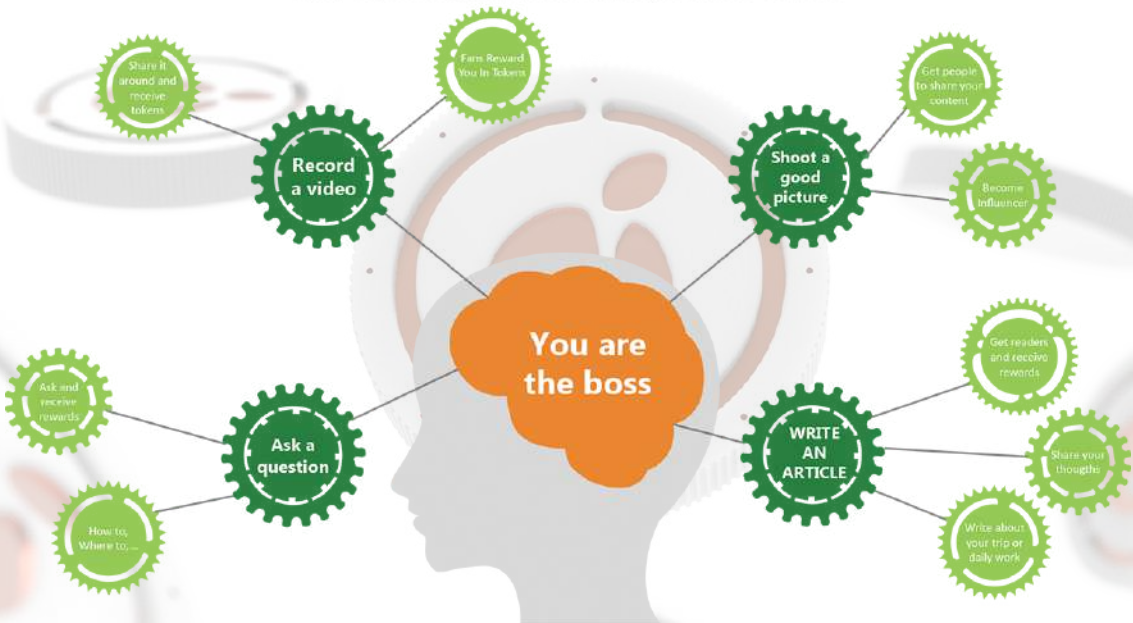 Share it
around and
receive
tokens
Fans Reward
You In Tokens
Record
a video
Get people
to share your
content
Shoot a
good
picture
Become
Influencer
You are
the boss
Ask and
receive
rewards
Ask a
question
How to,
Where to,...
Get readers
and receive
rewards
WRITE
AN
ARTICLE
Share your
thougths
Write about
your trip or
daily work